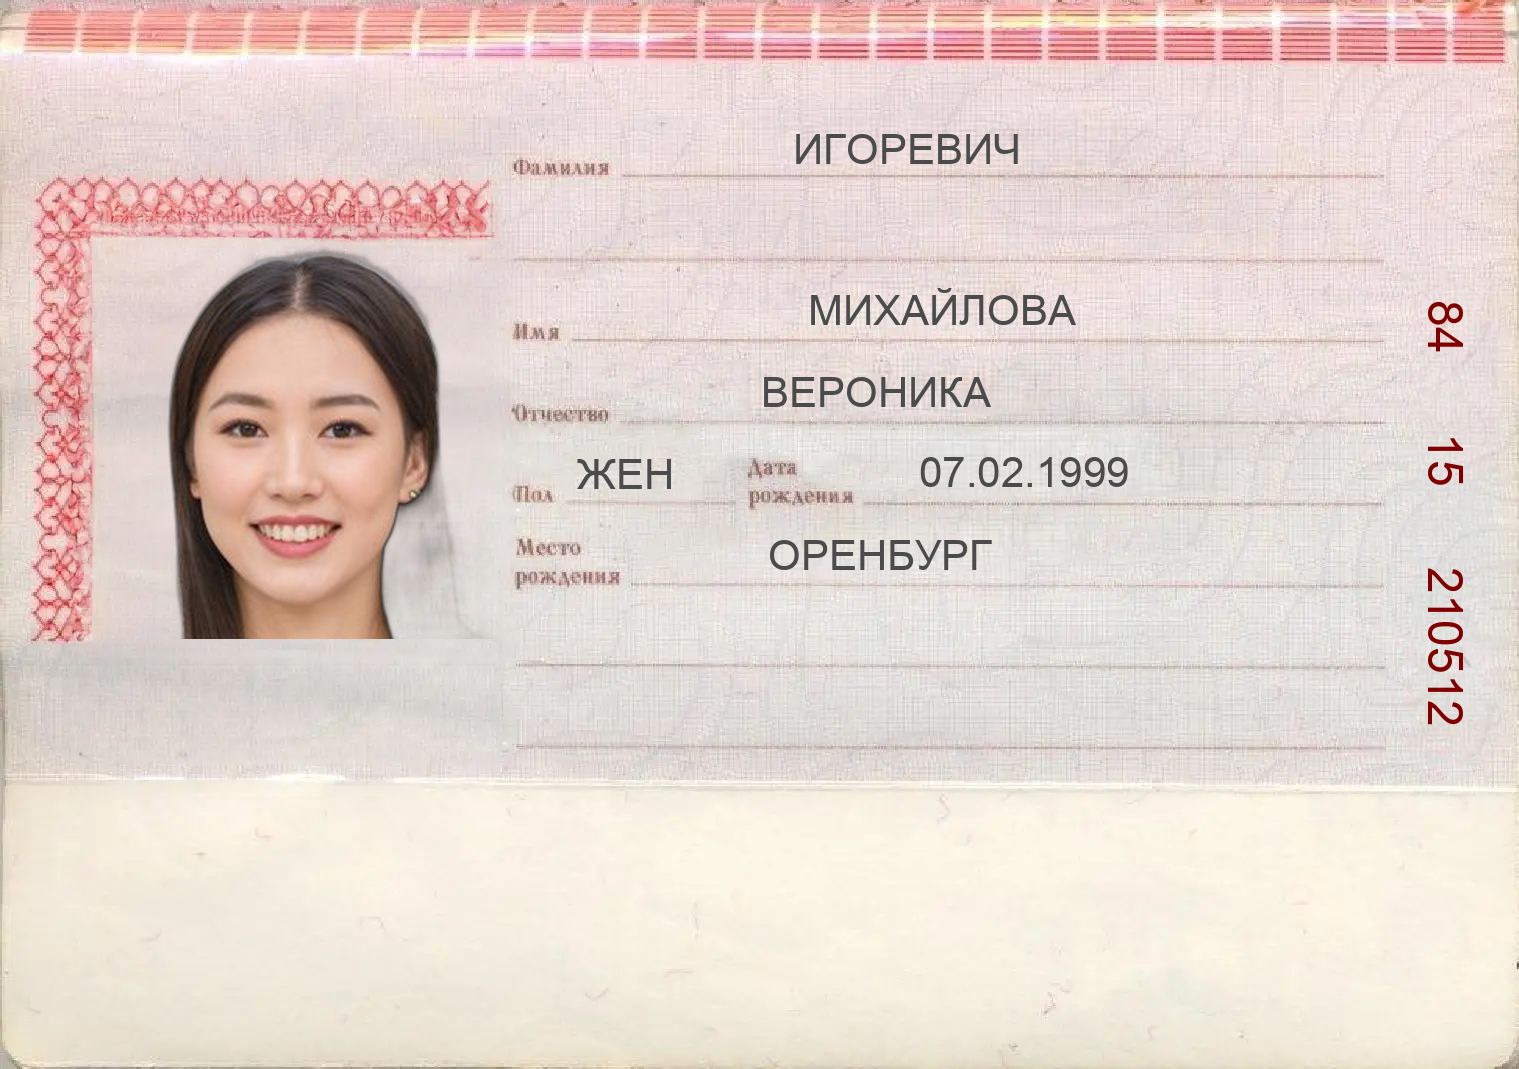 Фамилия ИГОРЕВИЧ
Имя МИХАЙЛОВА
Отчество ВЕРОНИКА
Пол ЖЕН Дата рождения 07.02.1999
Место рождения ОРЕНБУРГ
84 15 210512